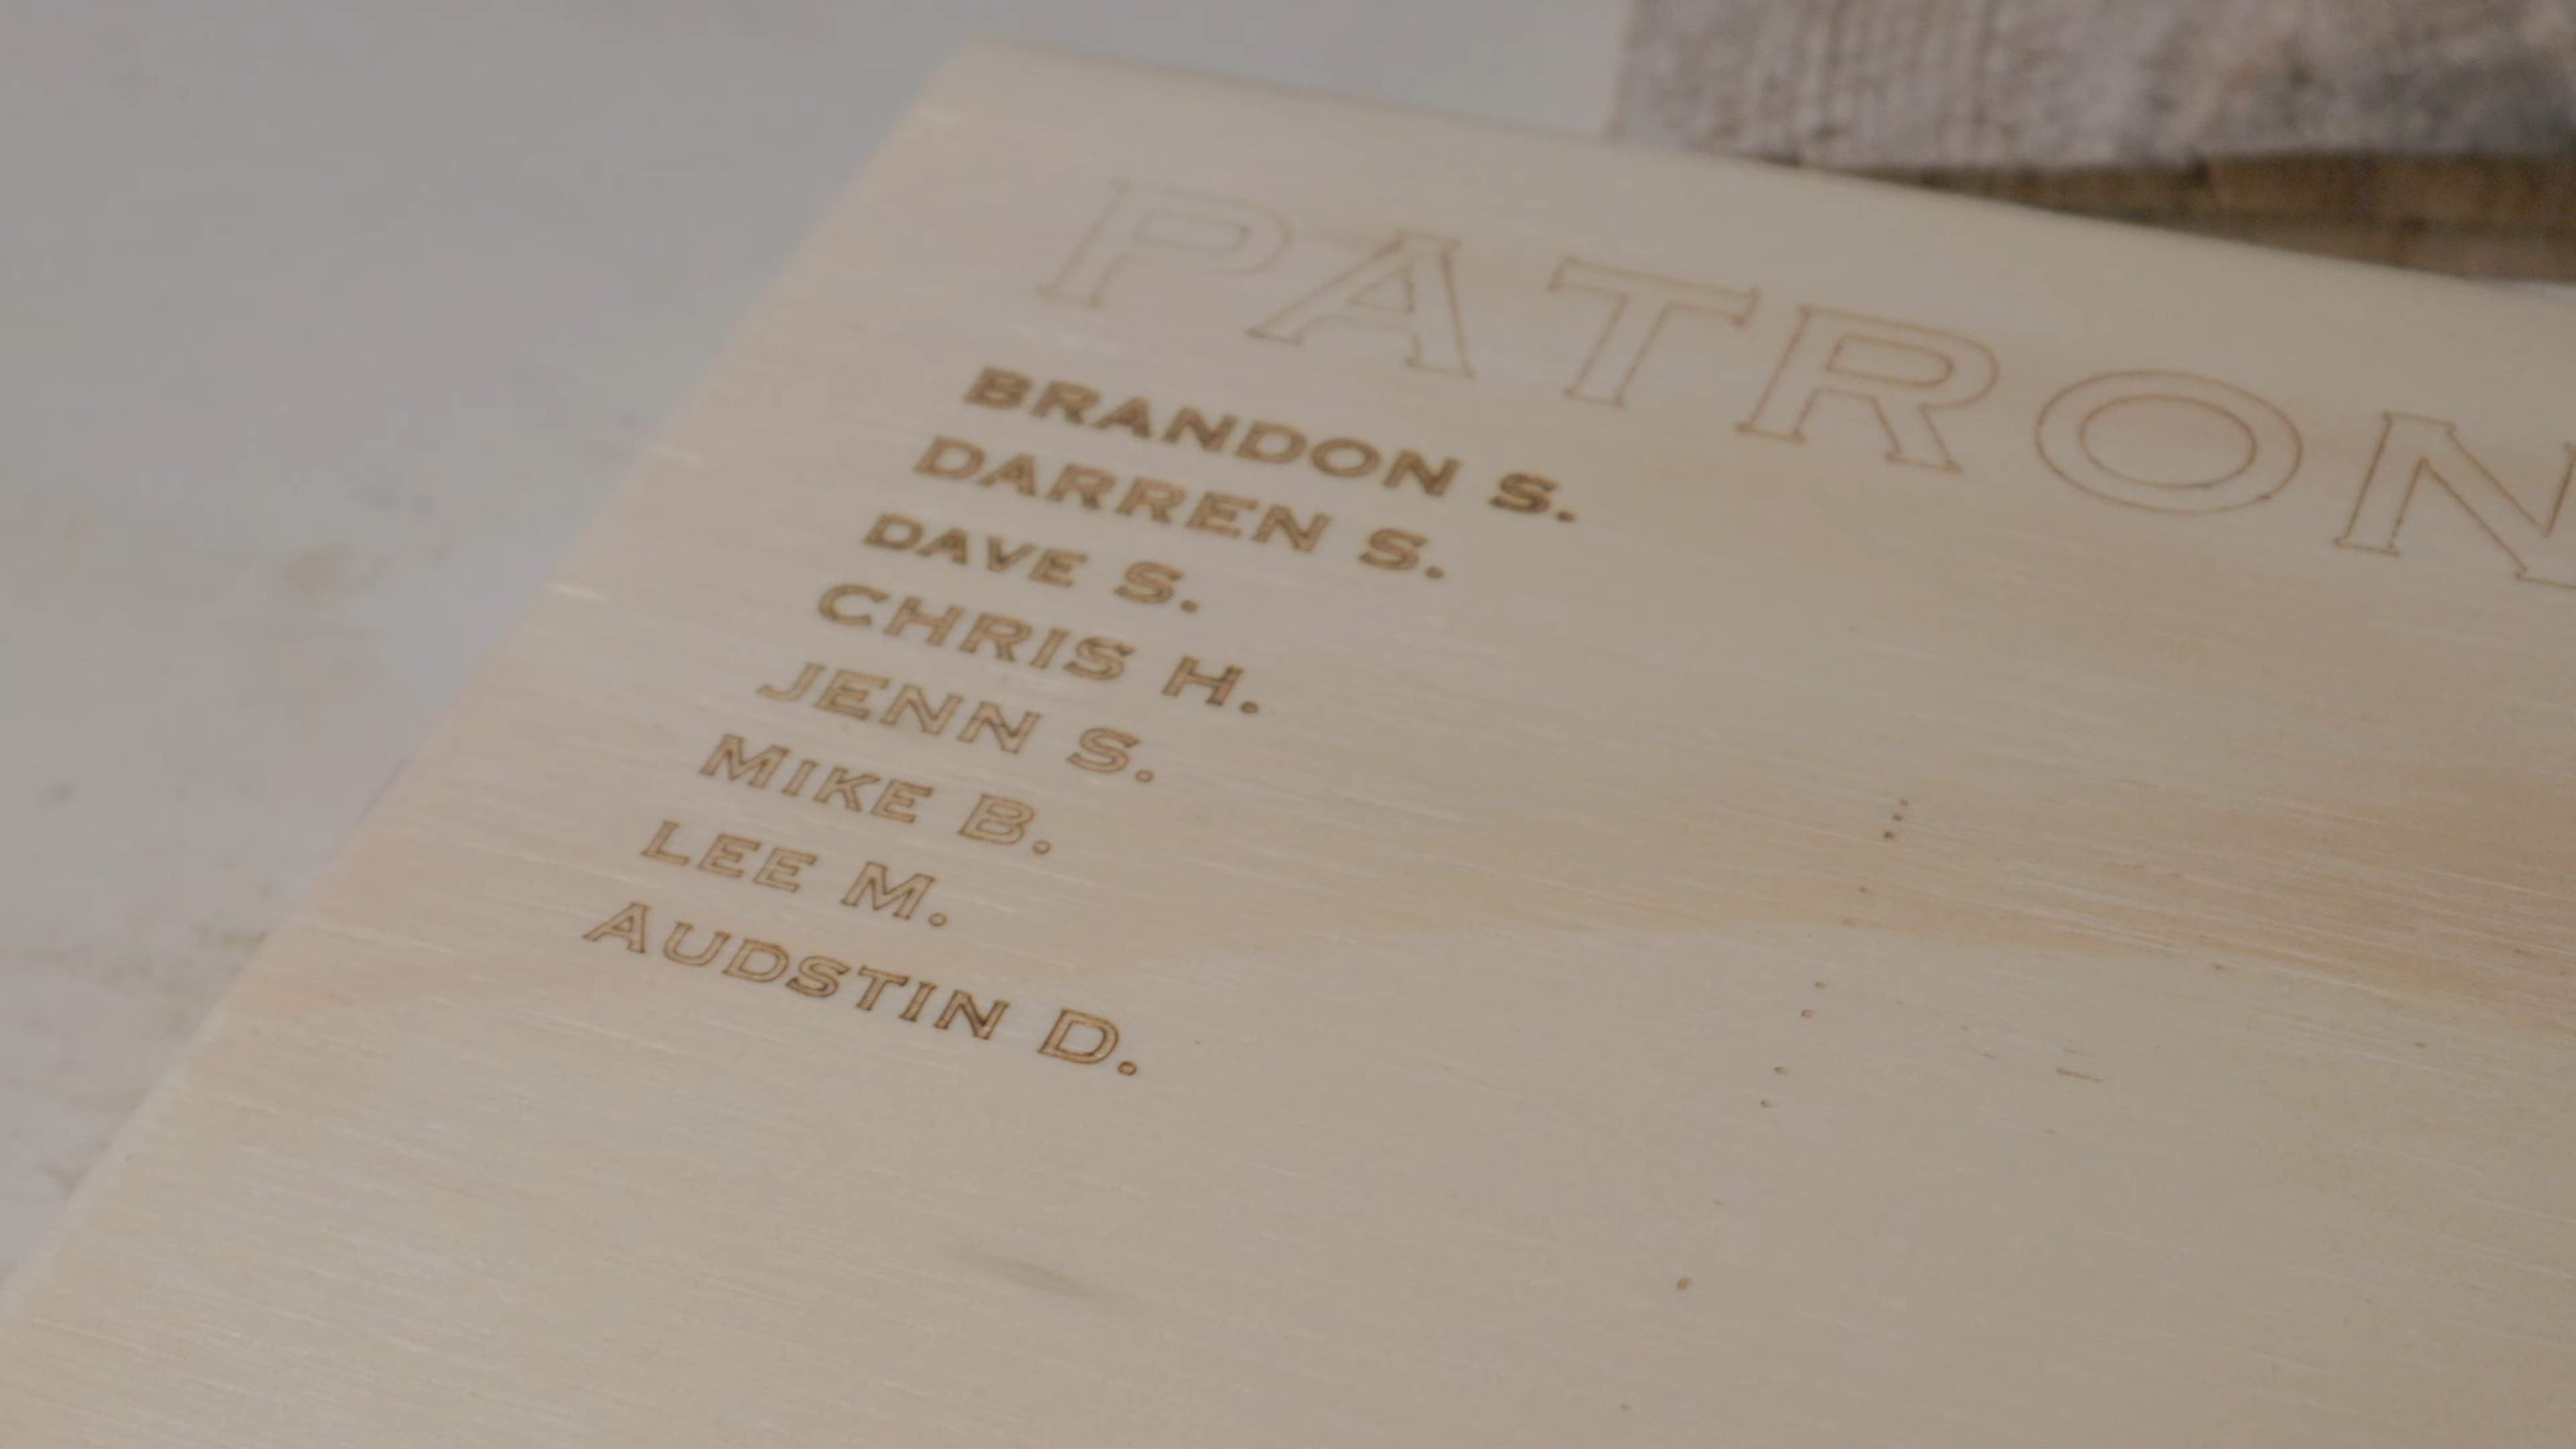 PATRON
BRANDON S.
DARREN S.
DAVE S.
CHRIS H.
JENN S.
MIKE B.
LEE M.
AUDSTIN D.